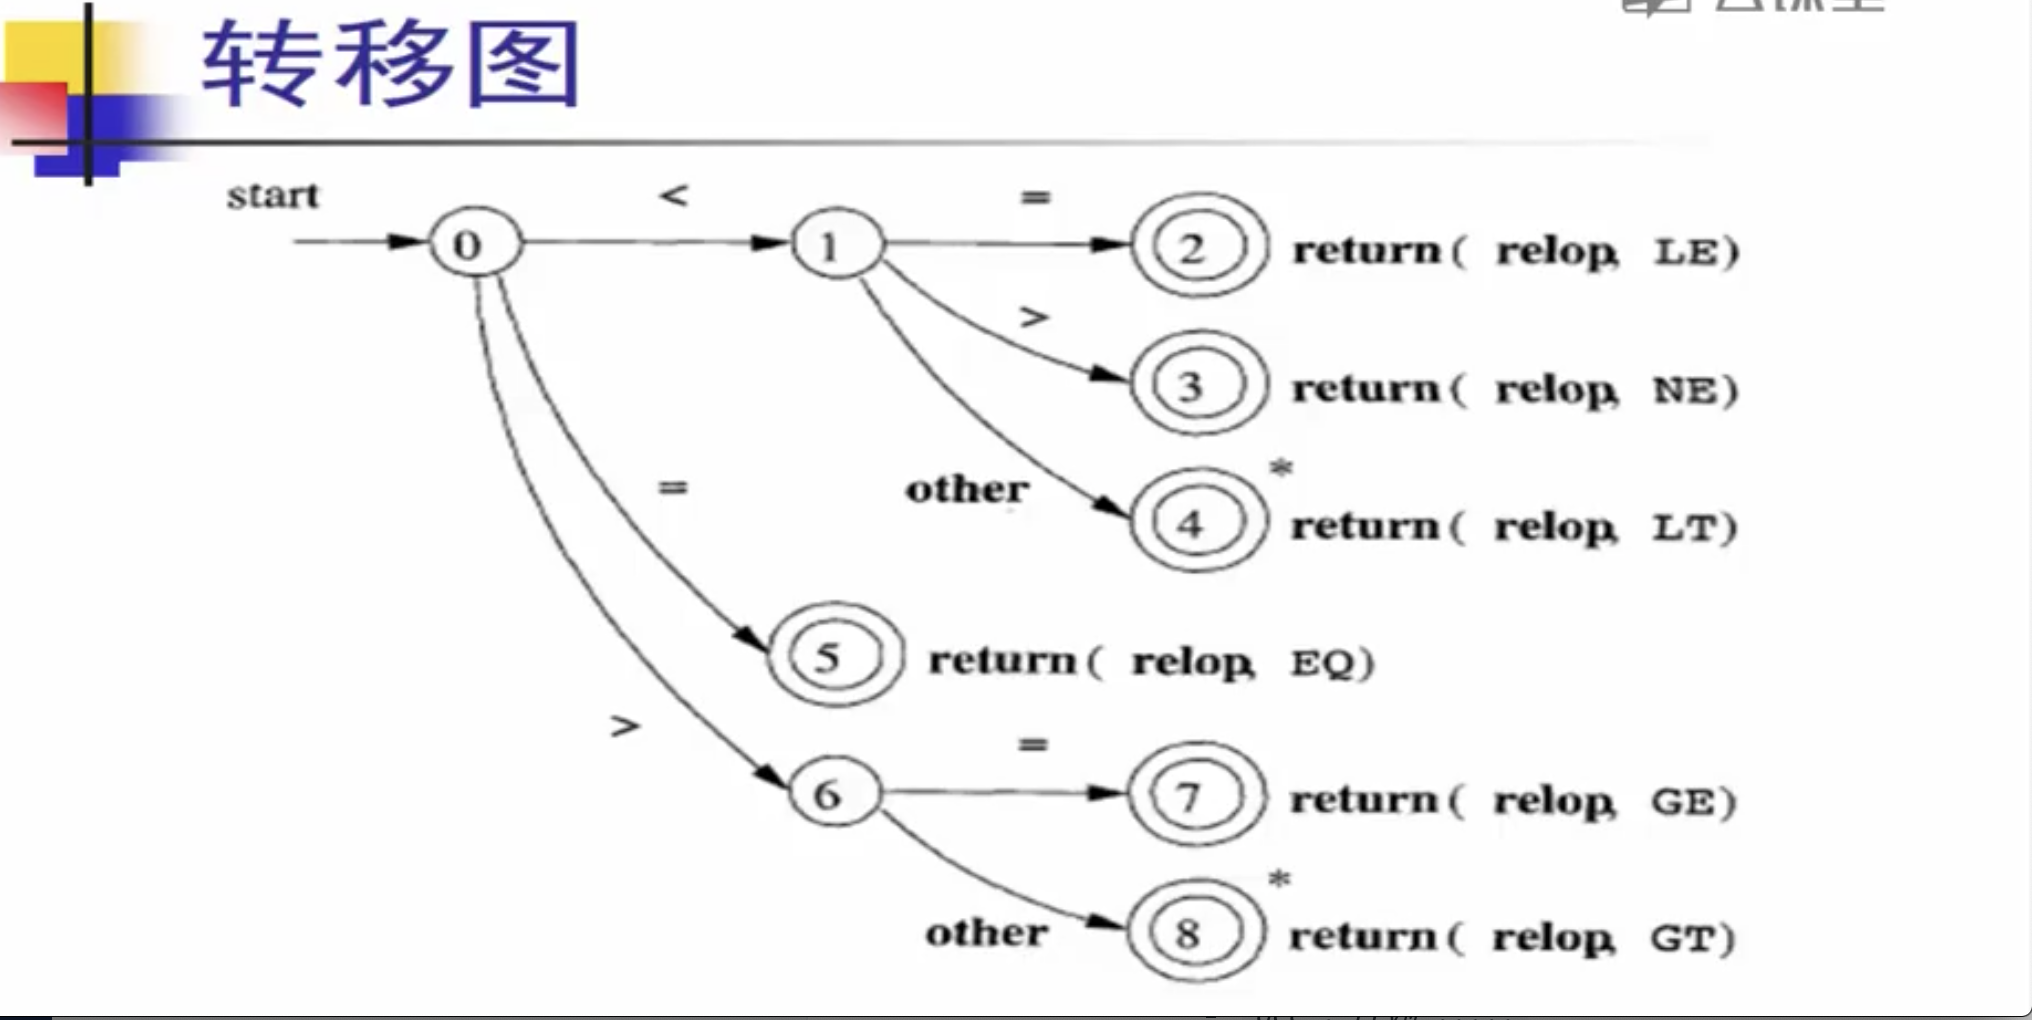 转移图
start < =
0 1 2 return( relop, LE)
>
3 return( relop, NE)
*
= other 4 return( relop, LT)
5 return( relop, EQ)
> =
6 7 return( relop, GE)
*
other 8 return( relop, GT)